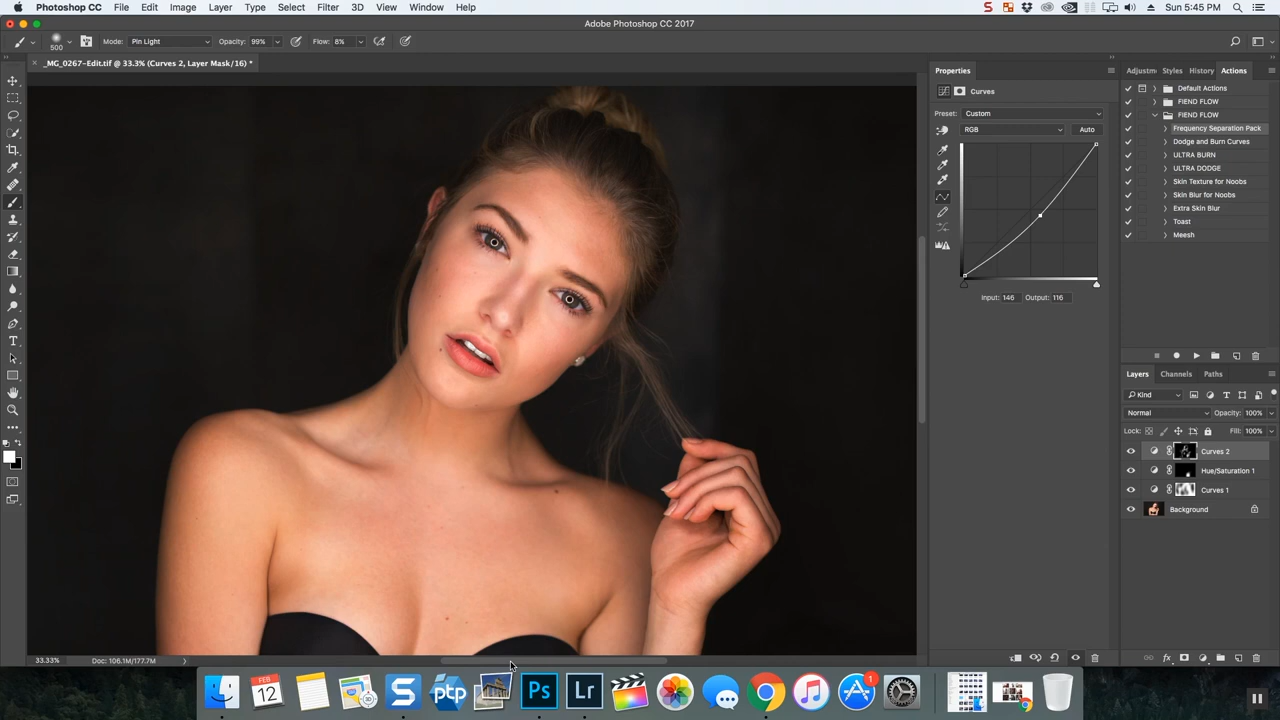 Photoshop CC File Edit Image Layer Type Select Filter 3D View Window Help Sun 5:45 PM
Adobe Photoshop CC 2017
500 Mode: Pin Light Opacity: 99% Flow: 8%
_MG_0267-Edit.tif @ 33.3% (Curves 2, Layer Mask/16) *
Properties
Curves
Preset: Custom
RGB Auto
Input: 146 Output: 116
Adjustm Styles History Actions
Default Actions
FIEND FLOW
FIEND FLOW
Frequency Separation Pack
Dodge and Burn Curves
ULTRA BURN
ULTRA DODGE
Skin Texture for Noobs
Skin Blur for Noobs
Extra Skin Blur
Toast
Meesh
Layers Channels Paths
Kind
Normal Opacity: 100%
Lock: Fill: 100%
Curves 2
Hue/Saturation 1
Curves 1
Background
33.33% Doc: 106.1M/177.7M
FEB
12
S
ptp
Ps
Lr
1